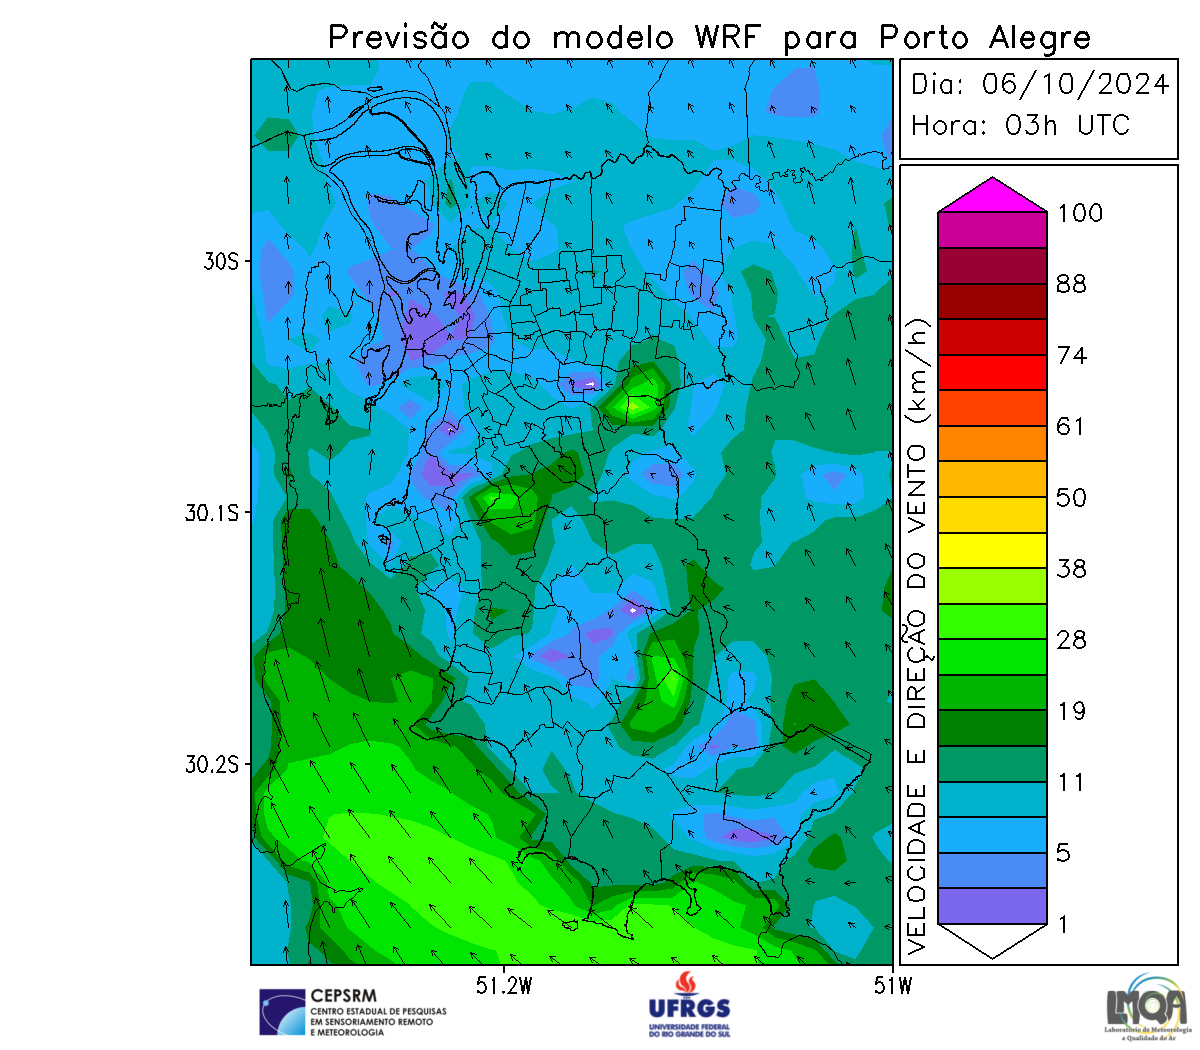 Previsão do modelo WRF para Porto Alegre
Dia: 06/10/2024
Hora: 03h UTC
VELOCIDADE E DIREÇÃO DO VENTO (km/h)
100
88
74
61
50
38
28
19
11
5
1
30S
30.1S
30.2S
51.2W
51W
CEPSRM
CENTRO ESTADUAL DE PESQUISAS
EM SENSORIAMENTO REMOTO
E METEOROLOGIA
UFRGS
UNIVERSIDADE FEDERAL
DO RIO GRANDE DO SUL
LMQA
Laboratório de Meteorologia
e Qualidade do Ar